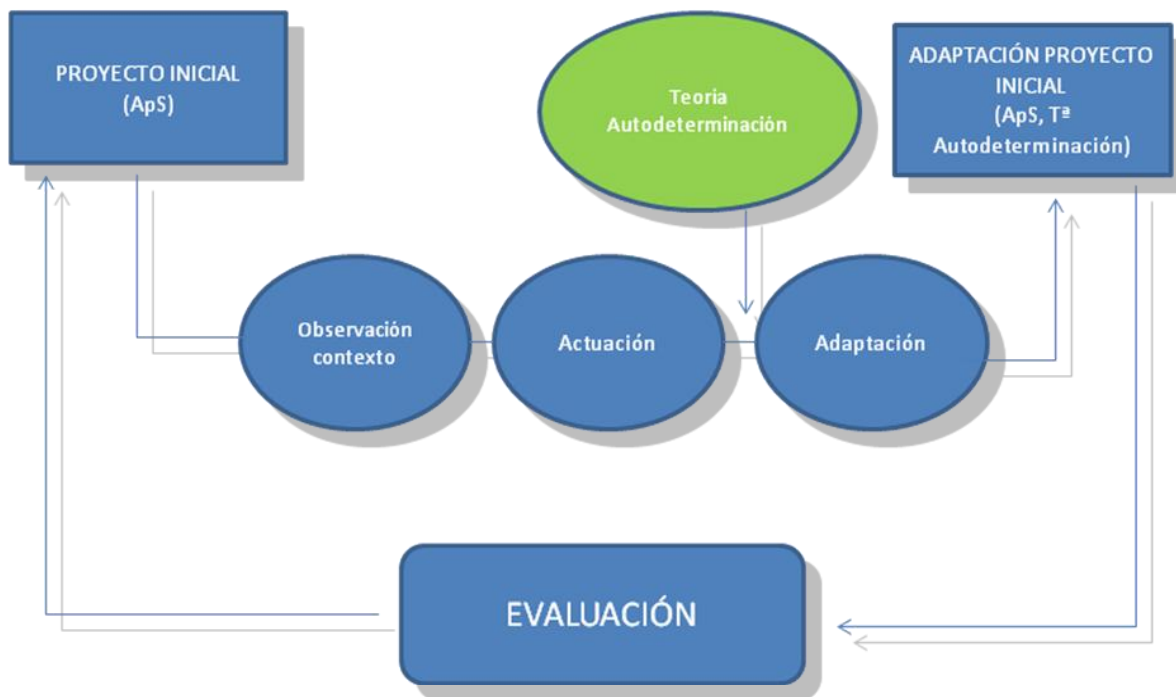 PROYECTO INICIAL
(ApS)
Teoria
Autodeterminación
ADAPTACIÓN PROYECTO
INICIAL
(ApS, Tª
Autodeterminación)
Observación
contexto
Actuación
Adaptación
EVALUACIÓN